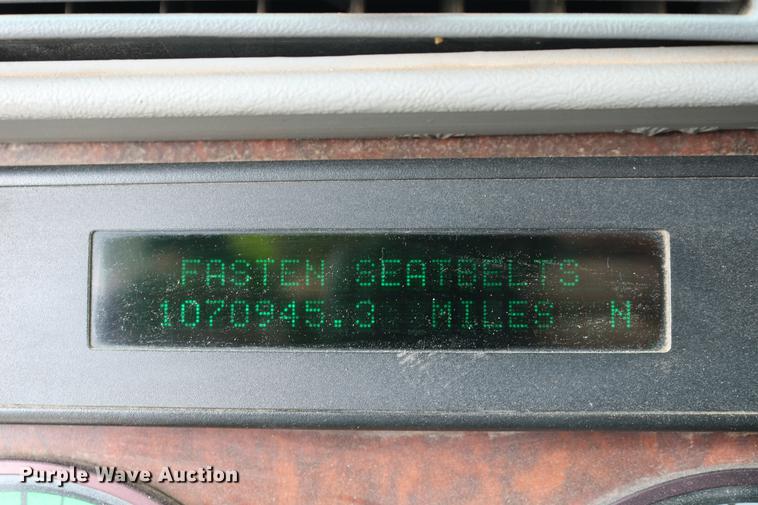 FASTEN SEATBELTS
1070945.3 MILES N
Purple Wave Auction